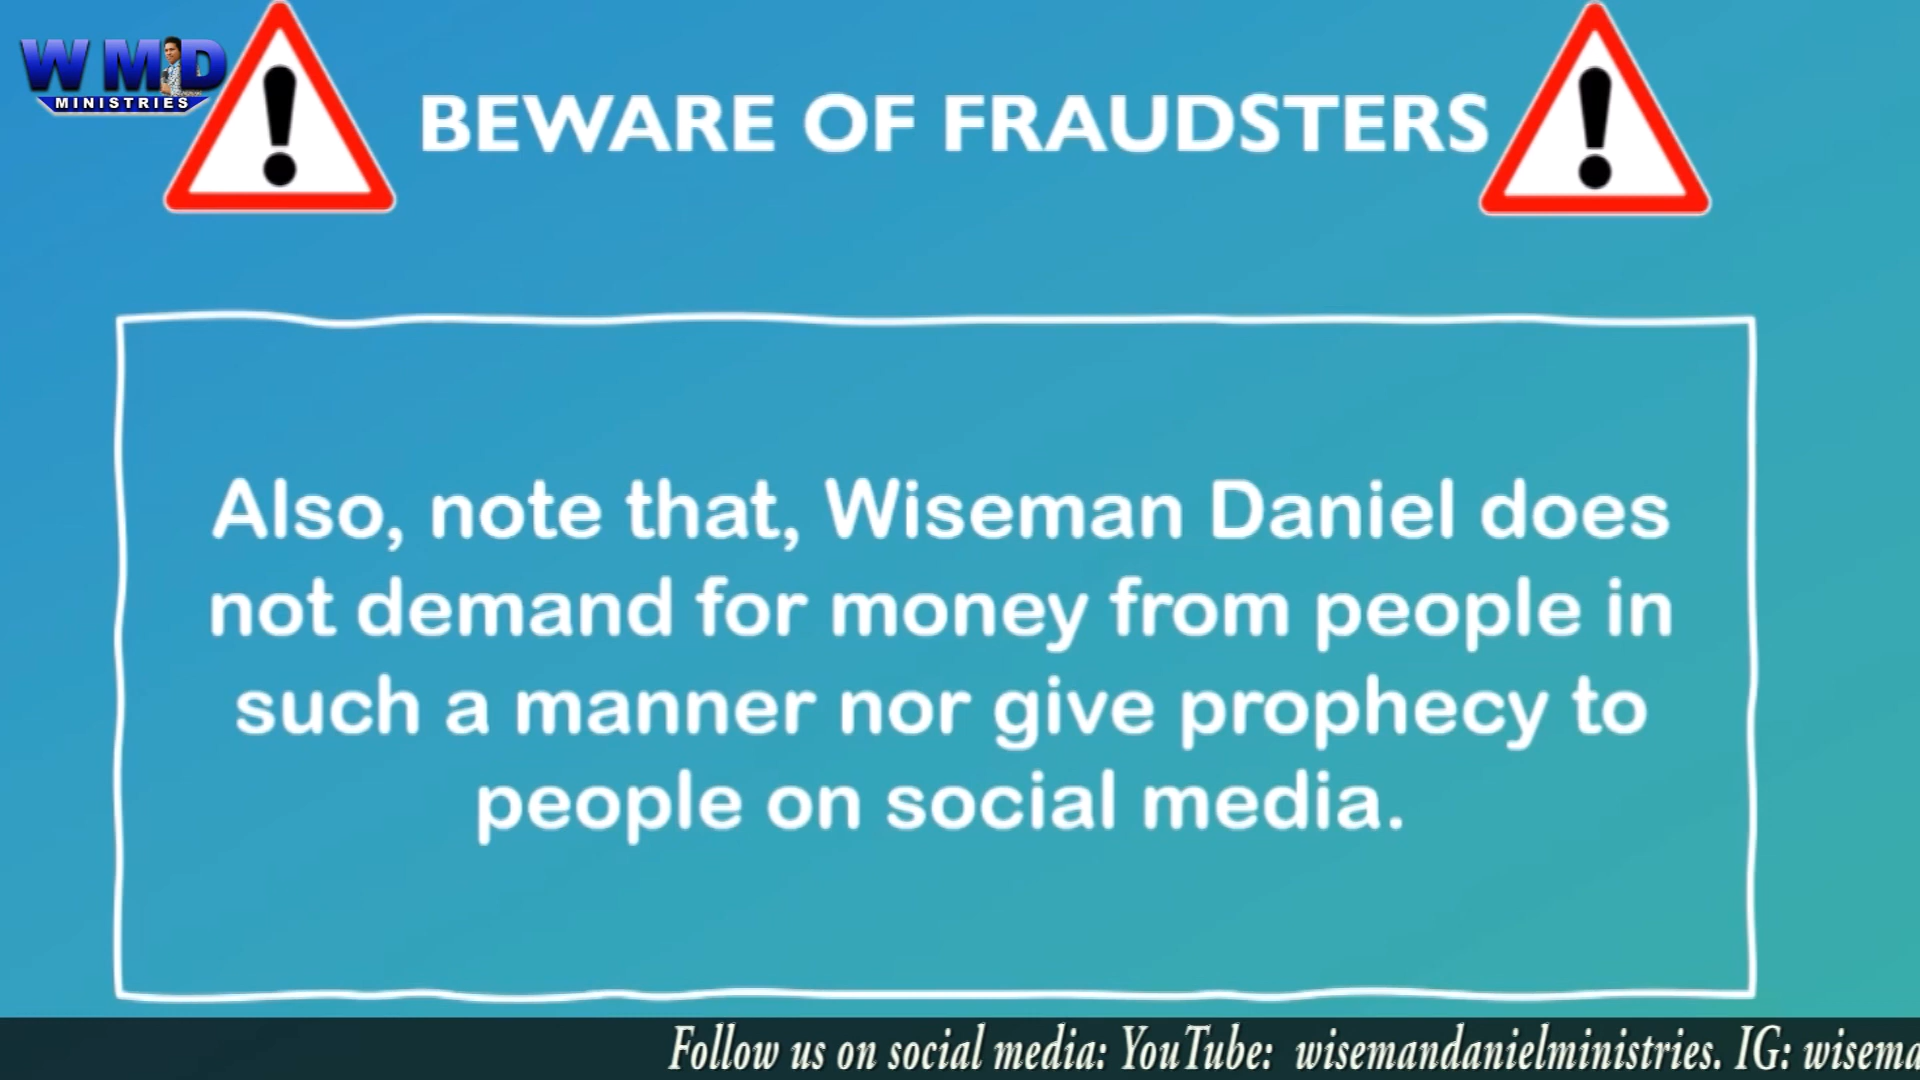 WMD
MINISTRIES
BEWARE OF FRAUDSTERS
Also, note that, Wiseman Daniel does
not demand for money from people in
such a manner nor give prophecy to
people on social media.
Follow us on social media: YouTube: wisemandanielministries. IG: wisema